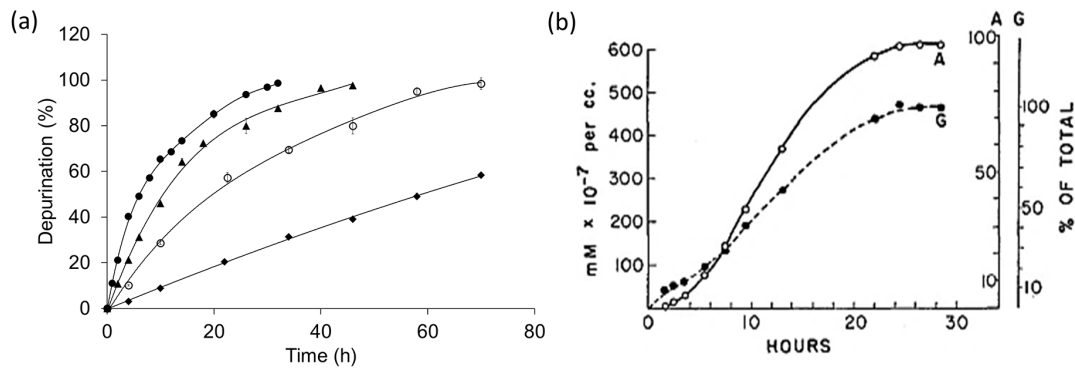 (a)
Depurination (%)
120
100
80
60
40
20
0
0 20 40 60 80
Time (h)
(b)
mM × 10⁻⁷ per cc.
600
500
400
300
200
100
0 10 20 30
HOURS
A
G
A G
100
50
10
100
50
10
% OF TOTAL